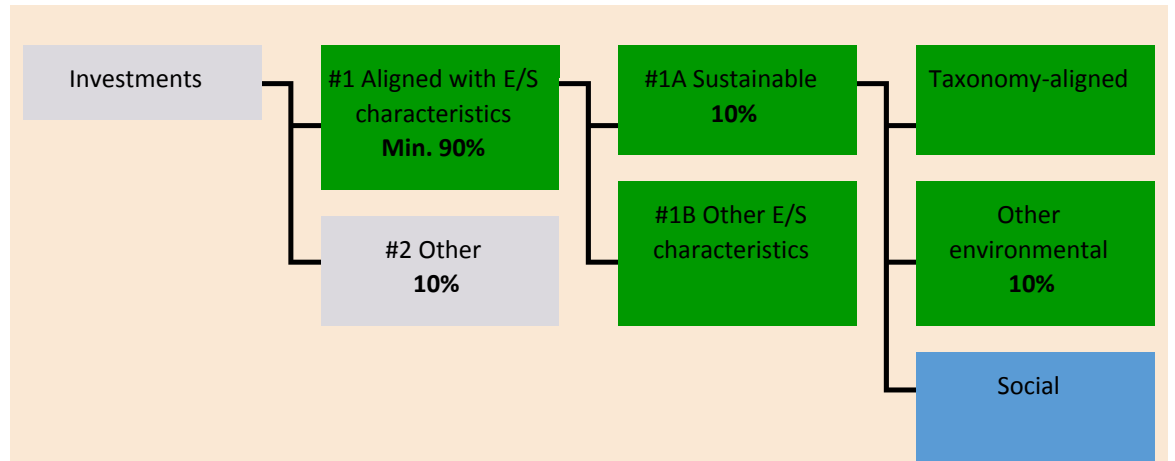 Investments
#1 Aligned with E/S
characteristics
Min. 90%
#2 Other
10%
#1A Sustainable
10%
#1B Other E/S
characteristics
Taxonomy-aligned
Other
environmental
10%
Social